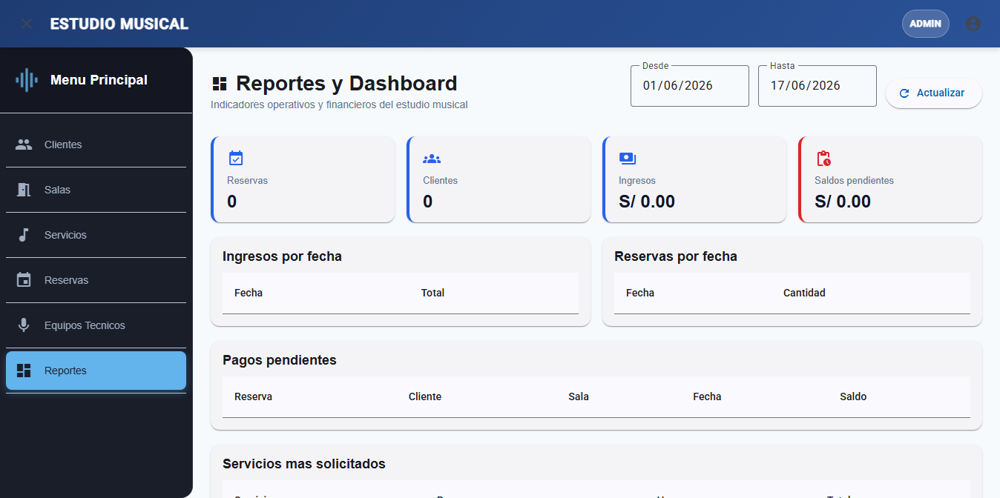 ESTUDIO MUSICAL
ADMIN
Menu Principal
Clientes
Salas
Servicios
Reservas
Equipos Tecnicos
Reportes
Reportes y Dashboard
Indicadores operativos y financieros del estudio musical
Desde
01/06/2026
Hasta
17/06/2026
Actualizar
Reservas
0
Clientes
0
Ingresos
S/ 0.00
Saldos pendientes
S/ 0.00
Ingresos por fecha
Fecha Total
Reservas por fecha
Fecha Cantidad
Pagos pendientes
Reserva Cliente Sala Fecha Saldo
Servicios mas solicitados